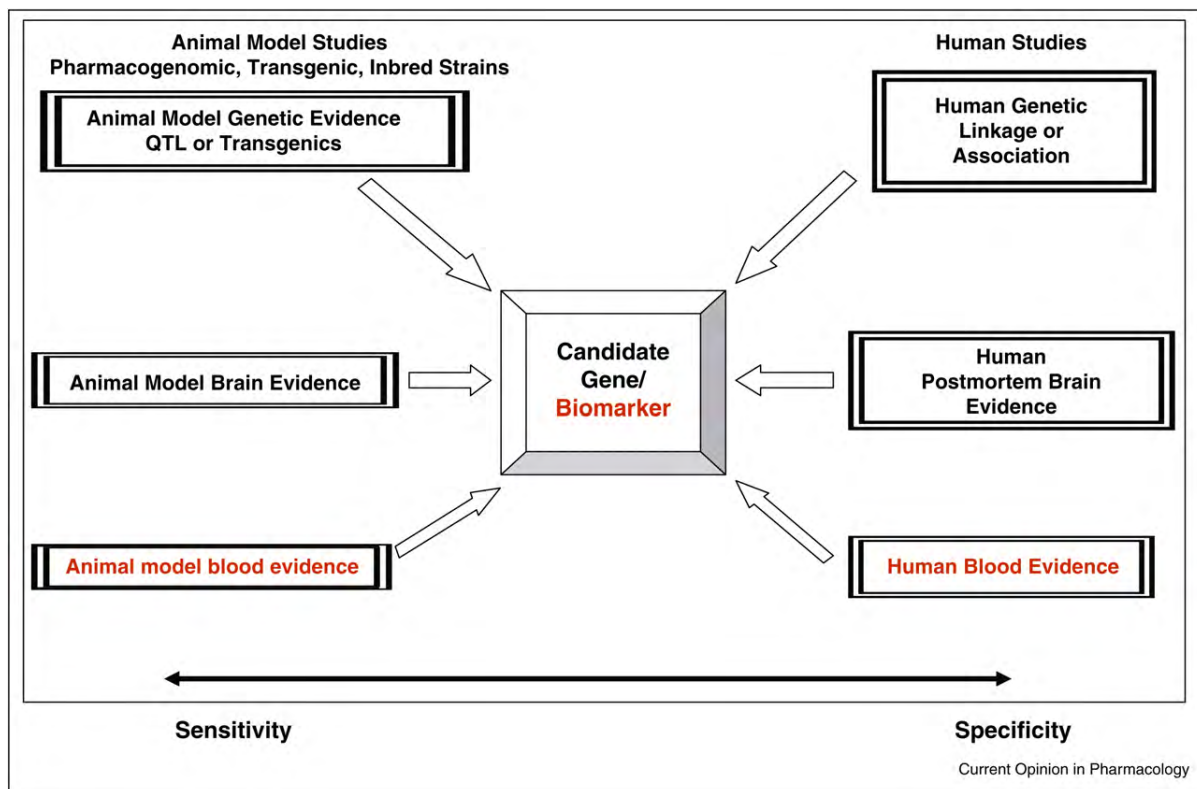 Animal Model Studies
Pharmacogenomic, Transgenic, Inbred Strains
Human Studies
Animal Model Genetic Evidence
QTL or Transgenics
Human Genetic
Linkage or
Association
Animal Model Brain Evidence
Candidate
Gene/
Biomarker
Human
Postmortem Brain
Evidence
Animal model blood evidence
Human Blood Evidence
Sensitivity
Specificity
Current Opinion in Pharmacology